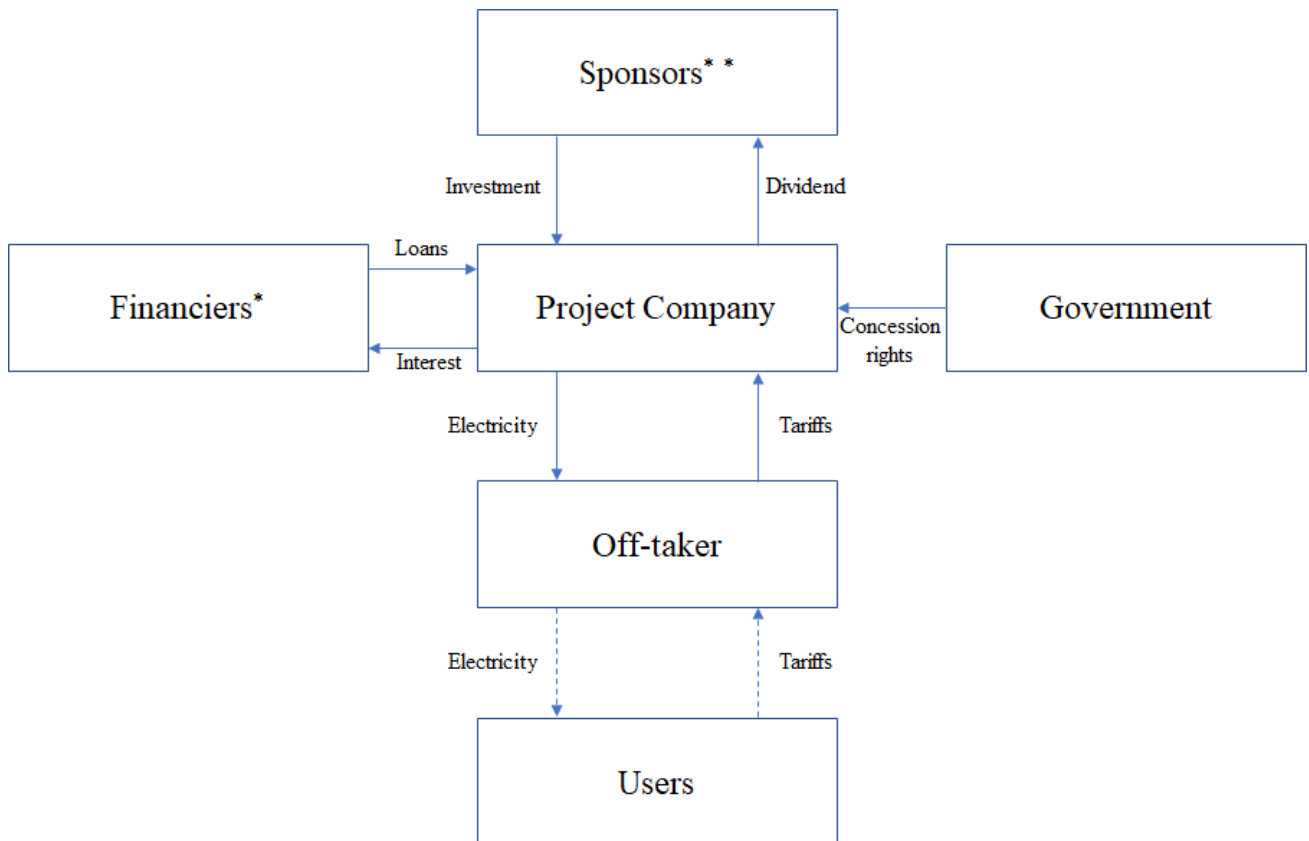 Sponsors* *
Investment
Dividend
Loans
Financiers*
Project Company
Government
Concession
rights
Interest
Electricity
Tariffs
Off-taker
Electricity
Tariffs
Users